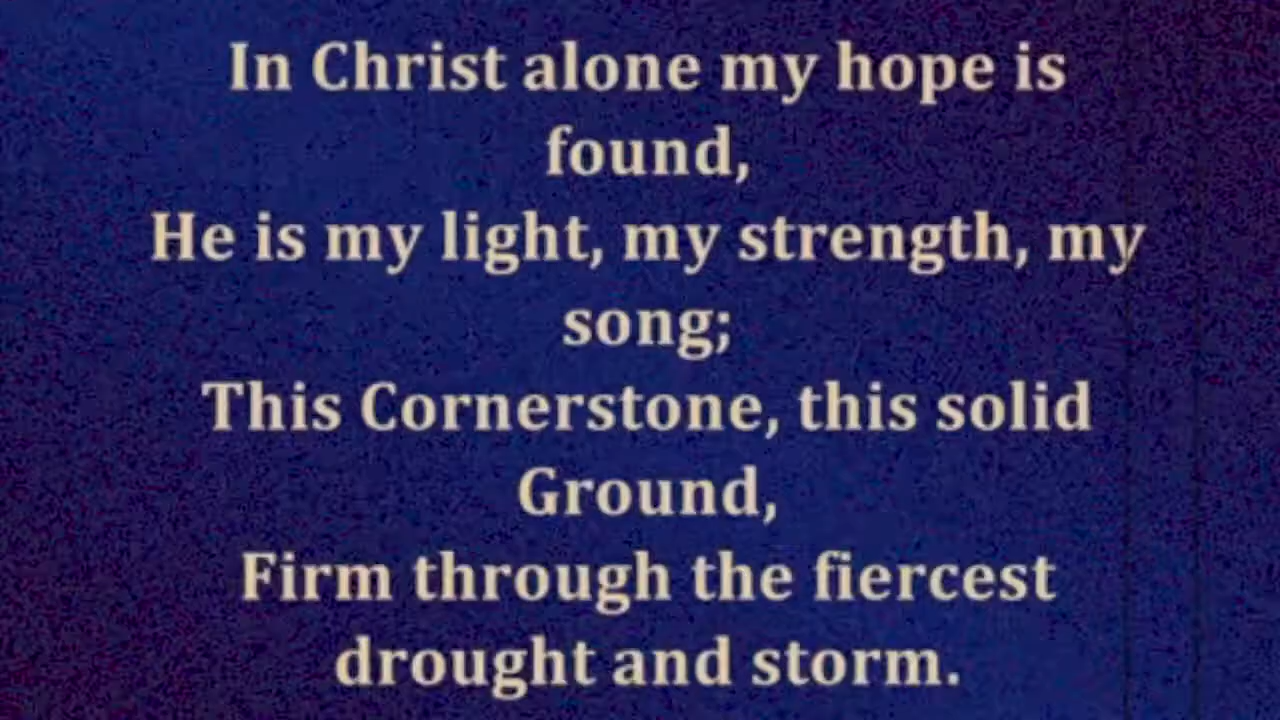 In Christ alone my hope is
found,
He is my light, my strength, my
song;
This Cornerstone, this solid
Ground,
Firm through the fiercest
drought and storm.